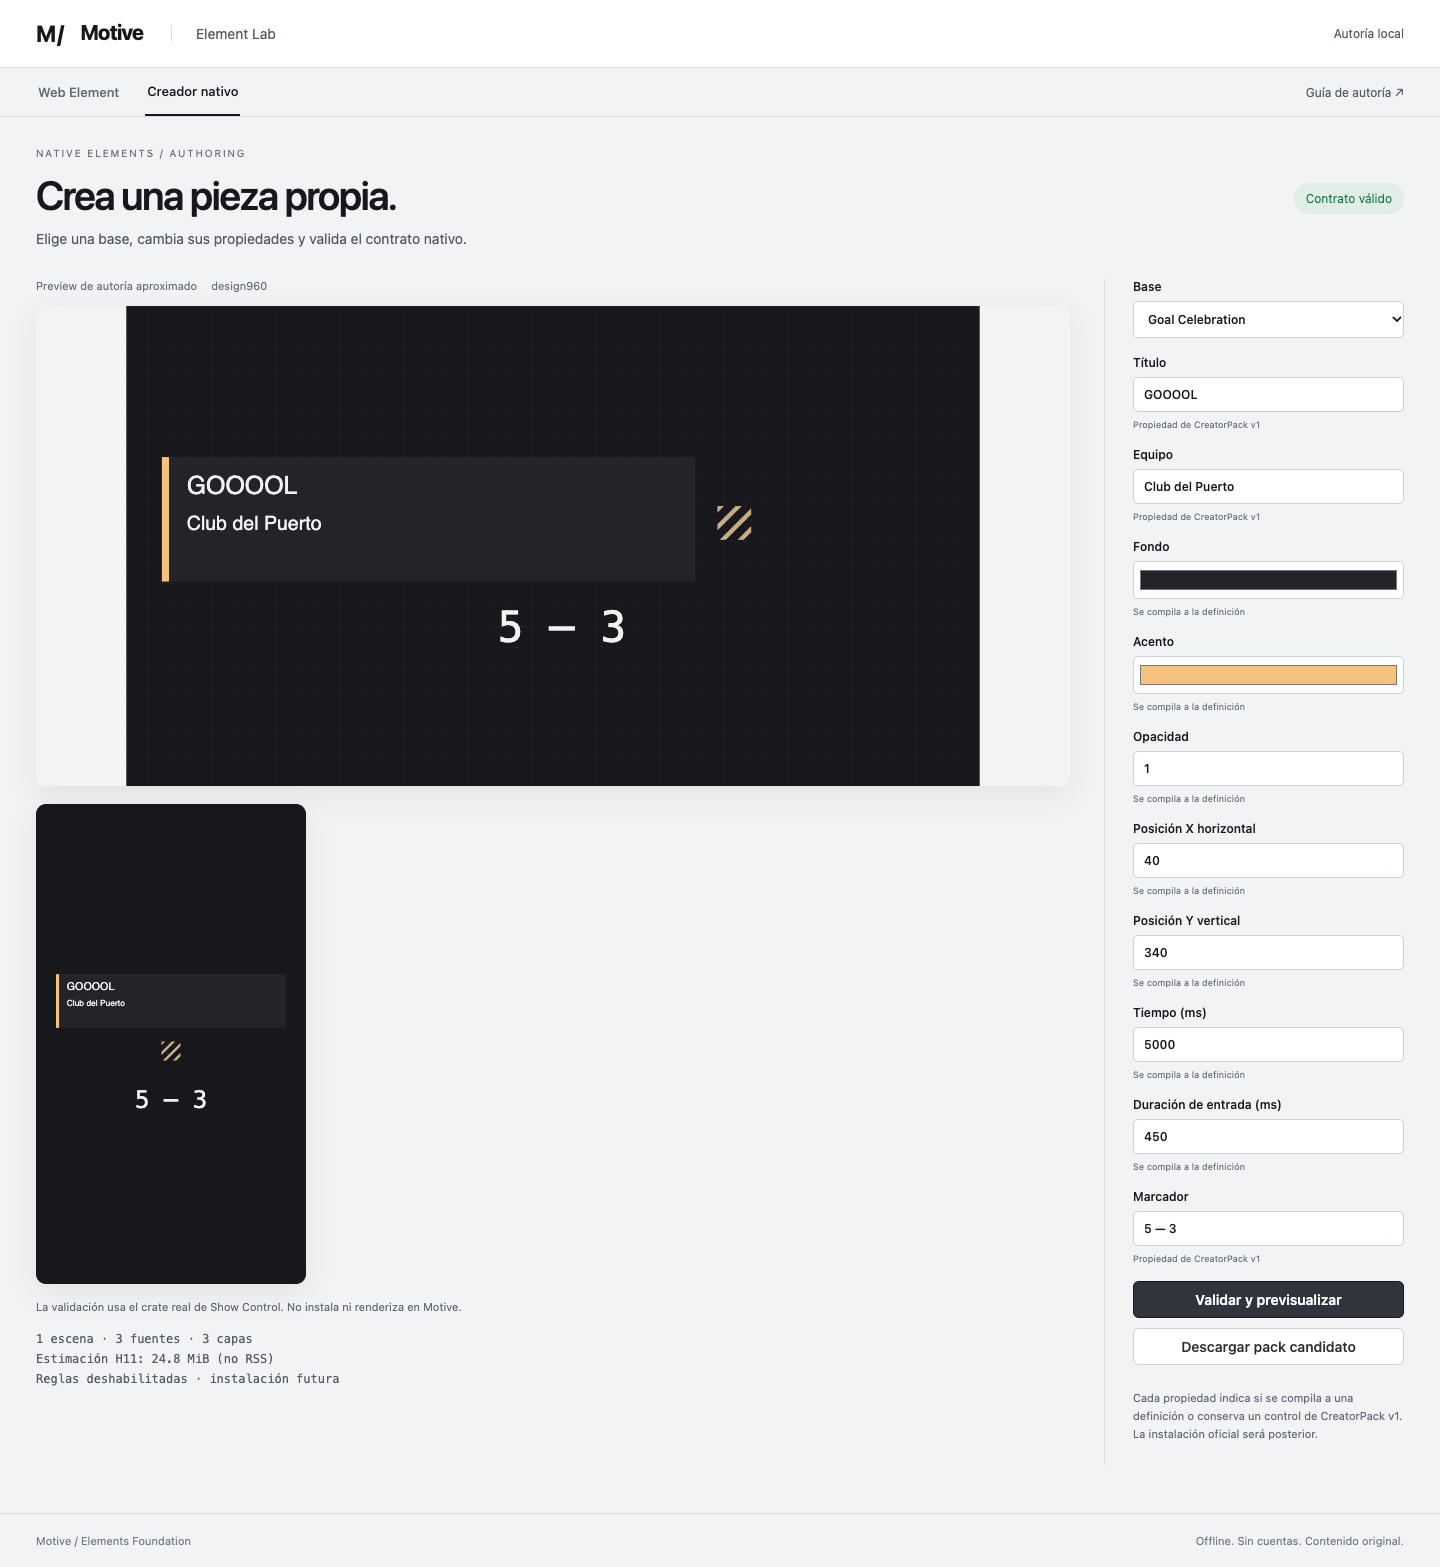 M/ Motive Element Lab Autoría local
Web Element Creador nativo Guía de autoría ↗
NATIVE ELEMENTS / AUTHORING
Crea una pieza propia.
Contrato válido
Elige una base, cambia sus propiedades y valida el contrato nativo.
Preview de autoría aproximado design960
GOOOOL
Club del Puerto
5 — 3
GOOOOL
Club del Puerto
5 — 3
La validación usa el crate real de Show Control. No instala ni renderiza en Motive.
1 escena · 3 fuentes · 3 capas
Estimación H11: 24.8 MiB (no RSS)
Reglas deshabilitadas · instalación futura
Base
Goal Celebration
Título
GOOOOL
Propiedad de CreatorPack v1
Equipo
Club del Puerto
Propiedad de CreatorPack v1
Fondo
Se compila a la definición
Acento
Se compila a la definición
Opacidad
1
Se compila a la definición
Posición X horizontal
40
Se compila a la definición
Posición Y vertical
340
Se compila a la definición
Tiempo (ms)
5000
Se compila a la definición
Duración de entrada (ms)
450
Se compila a la definición
Marcador
5 — 3
Propiedad de CreatorPack v1
Validar y previsualizar
Descargar pack candidato
Cada propiedad indica si se compila a una
definición o conserva un control de CreatorPack v1.
La instalación oficial será posterior.
Motive / Elements Foundation
Offline. Sin cuentas. Contenido original.